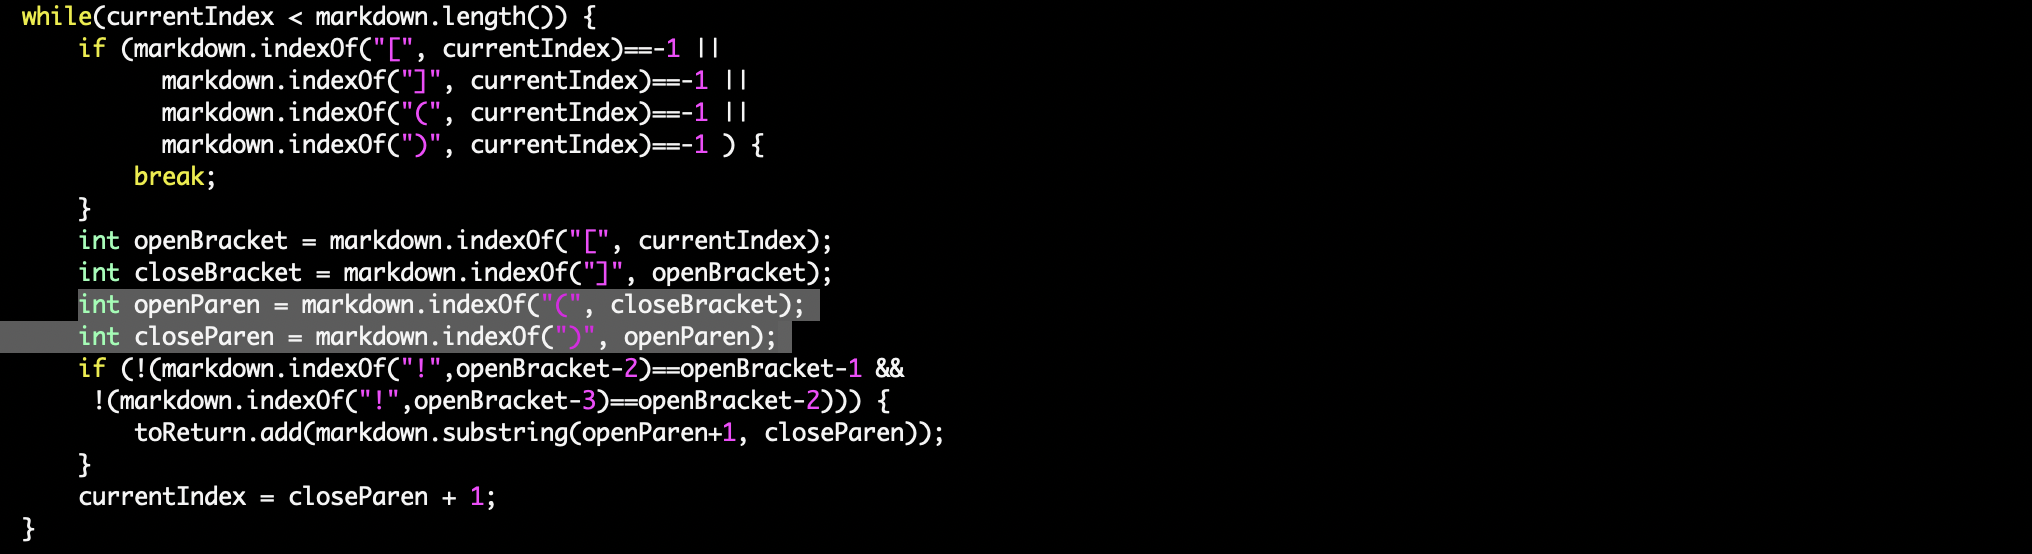 while(currentIndex < markdown.length()) {
    if (markdown.indexOf("[", currentIndex)==-1 ||
          markdown.indexOf("]", currentIndex)==-1 ||
          markdown.indexOf("(", currentIndex)==-1 ||
          markdown.indexOf(")", currentIndex)==-1 ) {
        break;
    }
    int openBracket = markdown.indexOf("[", currentIndex);
    int closeBracket = markdown.indexOf("]", openBracket);
    int openParen = markdown.indexOf("(", closeBracket);
    int closeParen = markdown.indexOf(")", openParen);
    if (!(markdown.indexOf("!",openBracket-2)==openBracket-1 &&
     !(markdown.indexOf("!",openBracket-3)==openBracket-2))) {
        toReturn.add(markdown.substring(openParen+1, closeParen));
    }
    currentIndex = closeParen + 1;
}